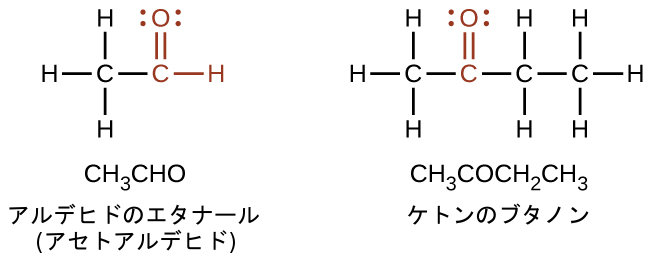 H :O: H :O: H H
H C C H H C C C C H
H H H H
CH3CHO CH3COCH2CH3
アルデヒドのエタナール ケトンのブタノン
(アセトアルデヒド)